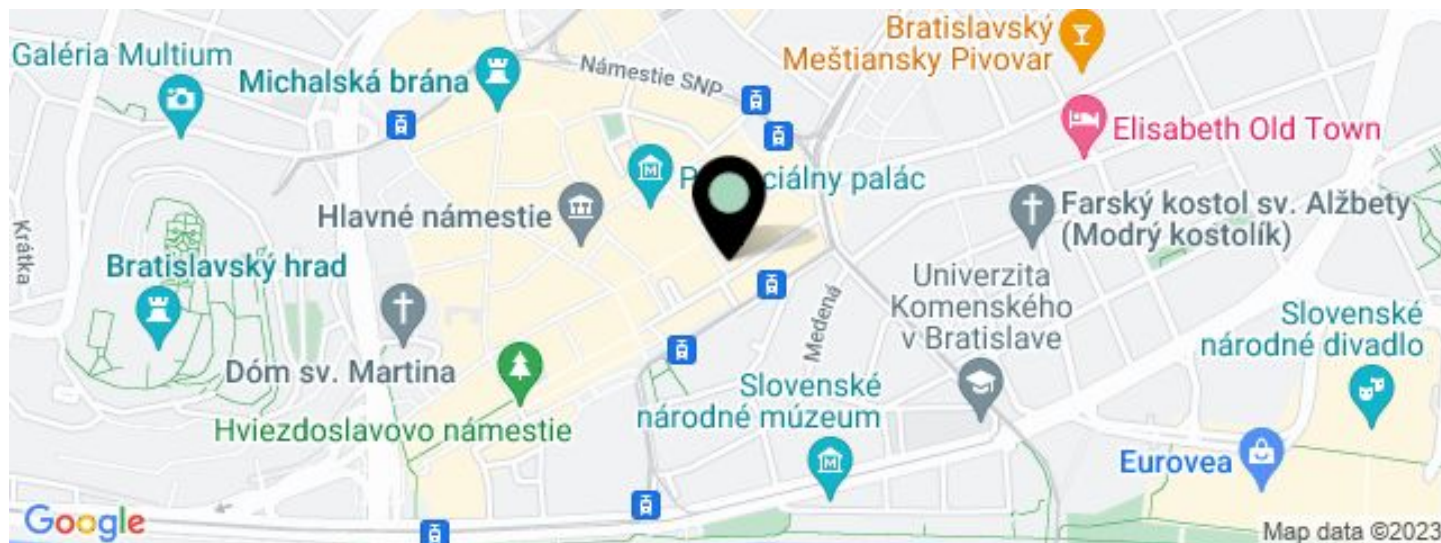 Bratislavský
Meštiansky Pivovar
Galéria Multium
Michalská brána
Námestie SNP
Elisabeth Old Town
P
ciálny palác
Hlavné námestie
Farský kostol sv. Alžbety
(Modrý kostolík)
Krátka
Bratislavský hrad
Univerzita
Komenského
v Bratislave
Medená
Slovenské
národné divadlo
Dóm sv. Martina
Slovenské
národné múzeum
Hviezdoslavovo námestie
Eurovea
Google
Map data ©2023